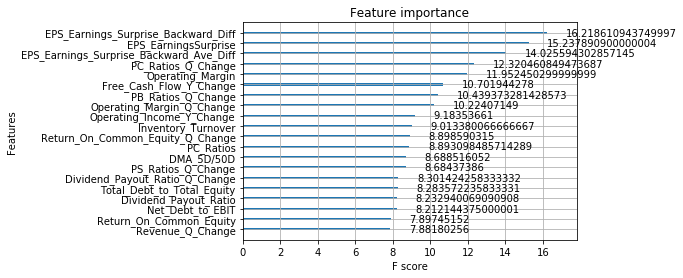 Feature importance
EPS_Earnings_Surprise_Backward_Diff 16.218610943749997
EPS_EarningsSurprise 15.237890900000004
EPS_Earnings_Surprise_Backward_Ave_Diff 14.025594302857145
PC_Ratios_Q_Change 12.320460849473687
Operating_Margin 11.952450299999999
Free_Cash_Flow_Y_Change 10.701944278
PB_Ratios_Q_Change 10.439373281428573
Operating_Margin_Q_Change 10.22407149
Operating_Income_Y_Change 9.18353661
Inventory_Turnover 9.013380066666667
Return_On_Common_Equity_Q_Change 8.898590315
PC_Ratios 8.893098485714289
DMA_SD/50D 8.688516052
PS_Ratios_Q_Change 8.68437386
Dividend_Payout_Ratio_Q_Change 8.301424258333332
Total_Debt_to_Total_Equity 8.283572235833331
Dividend_Payout_Ratio 8.232940069090908
Net_Debt_to_EBIT 8.212144375000001
Return_On_Common_Equity 7.89745152
Revenue_Q_Change 7.88180256
Features
0 2 4 6 8 10 12 14 16
F score